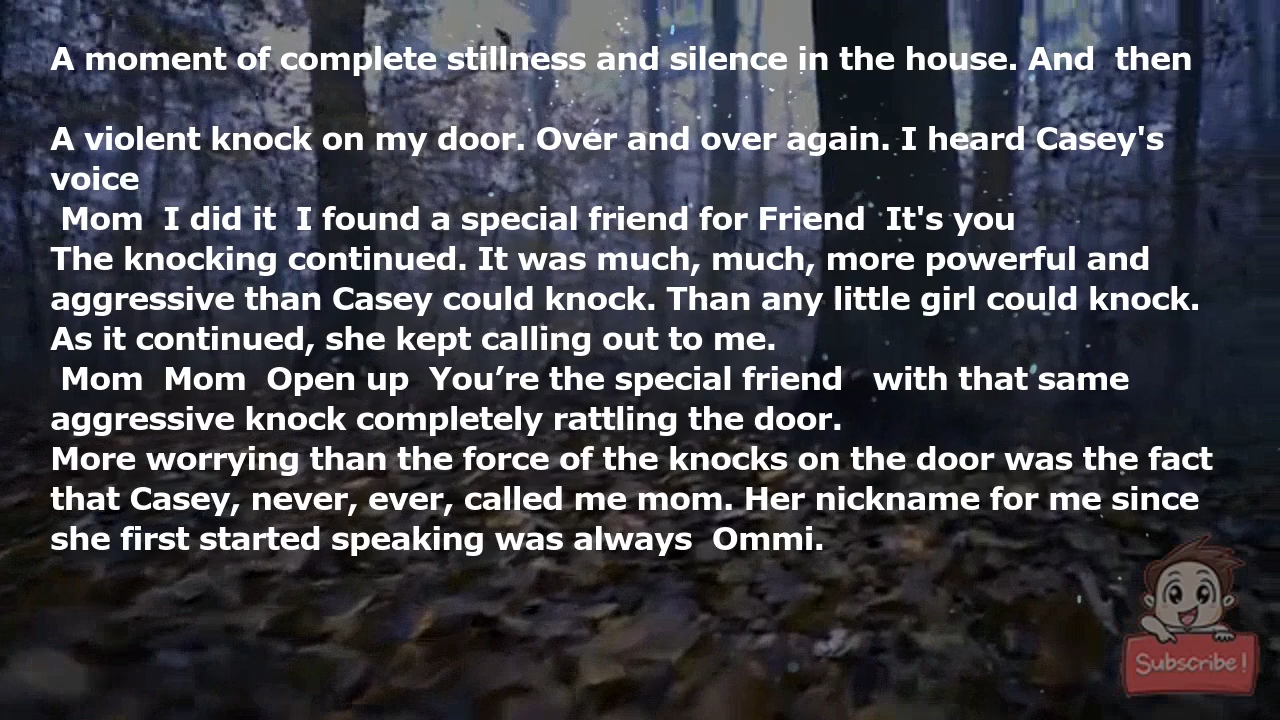 A moment of complete stillness and silence in the house. And  then
A violent knock on my door. Over and over again. I heard Casey's
voice
 Mom  I did it  I found a special friend for Friend  It's you
The knocking continued. It was much, much, more powerful and
aggressive than Casey could knock. Than any little girl could knock.
As it continued, she kept calling out to me.
 Mom  Mom  Open up  You’re the special friend   with that same
aggressive knock completely rattling the door.
More worrying than the force of the knocks on the door was the fact
that Casey, never, ever, called me mom. Her nickname for me since
she first started speaking was always  Ommi.
Subscribe!